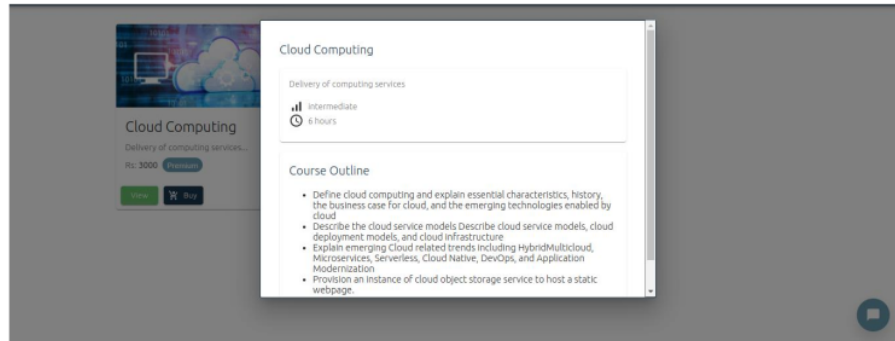 Cloud Computing
Delivery of computing services...
Rs: 3000 Premium
View Buy
Cloud Computing
Delivery of computing services
intermediate
6 hours
Course Outline
Define cloud computing and explain essential characteristics, history,
the business case for cloud, and the emerging technologies enabled by
cloud
Describe the cloud service models Describe cloud service models, cloud
deployment models, and cloud infrastructure
Explain emerging Cloud related trends including HybridMulticloud,
Microservices, Serverless, Cloud Native, DevOps, and Application
Modernization
Provision an instance of cloud object storage service to host a static
webpage.